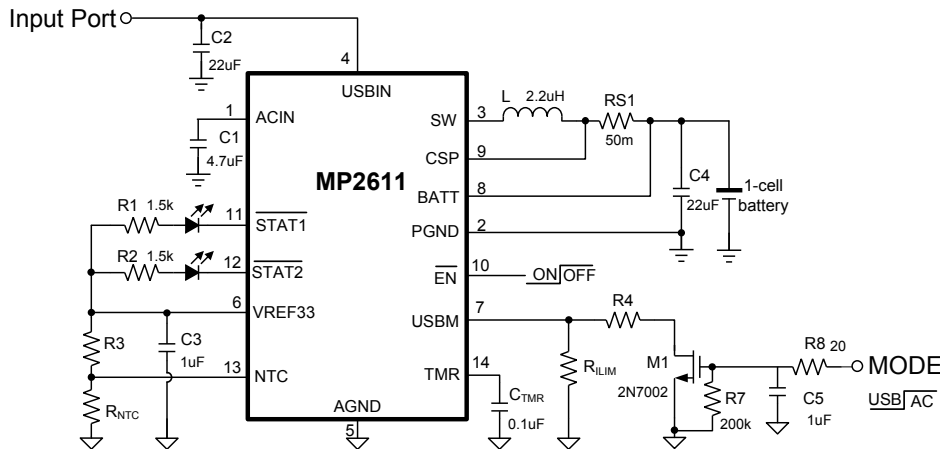 Input Port
C2
22uF
4
USBIN
1
ACIN
C1
4.7uF
MP2611
SW
3
L
2.2uH
RS1
50m
CSP
9
BATT
8
C4
22uF
1-cell
battery
PGND
2
R1 1.5k
11
STAT1
R2 1.5k
12
STAT2
EN
10
ON OFF
6
VREF33
USBM
7
R4
R3
C3
1uF
13
NTC
RNTC
TMR
14
CTMR
0.1uF
RILIM
M1
2N7002
R7
200k
R8 20
MODE
C5
1uF
USB AC
AGND
5